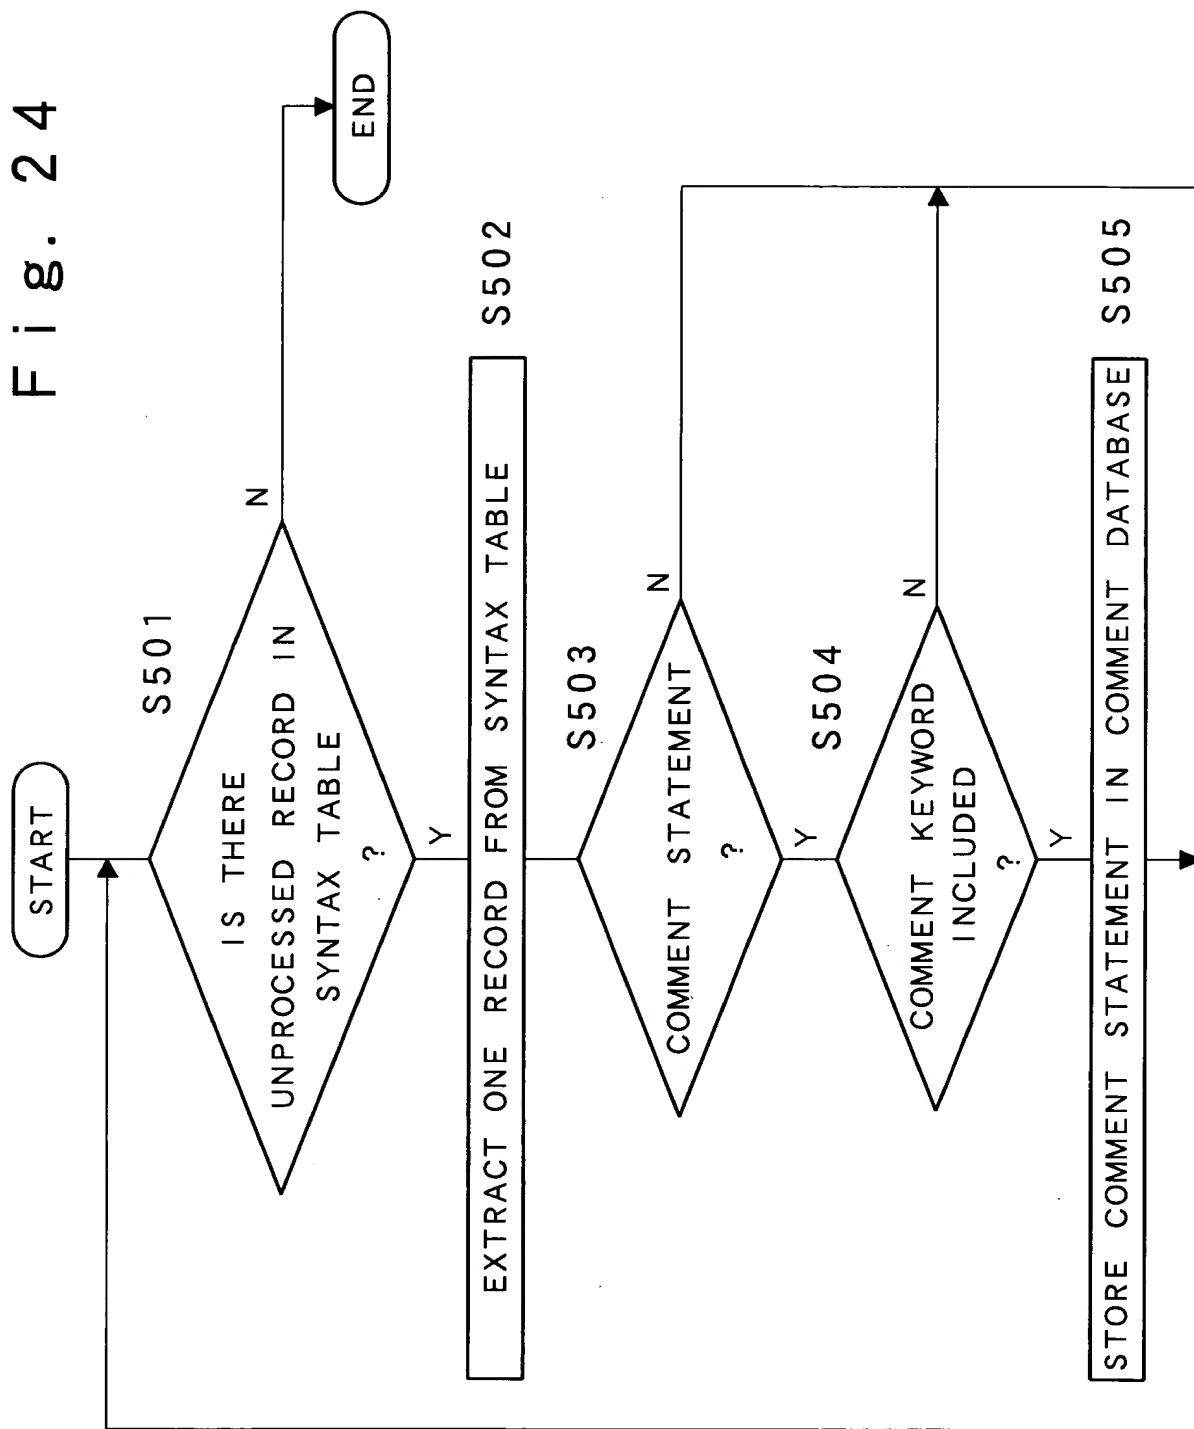 Fig. 24
START
S501
IS THERE
UNPROCESSED RECORD IN
SYNTAX TABLE
?
N
END
Y
S502
EXTRACT ONE RECORD FROM SYNTAX TABLE
S503
COMMENT STATEMENT
?
N
Y
S504
COMMENT KEYWORD
INCLUDED
?
N
Y
S505
STORE COMMENT STATEMENT IN COMMENT DATABASE